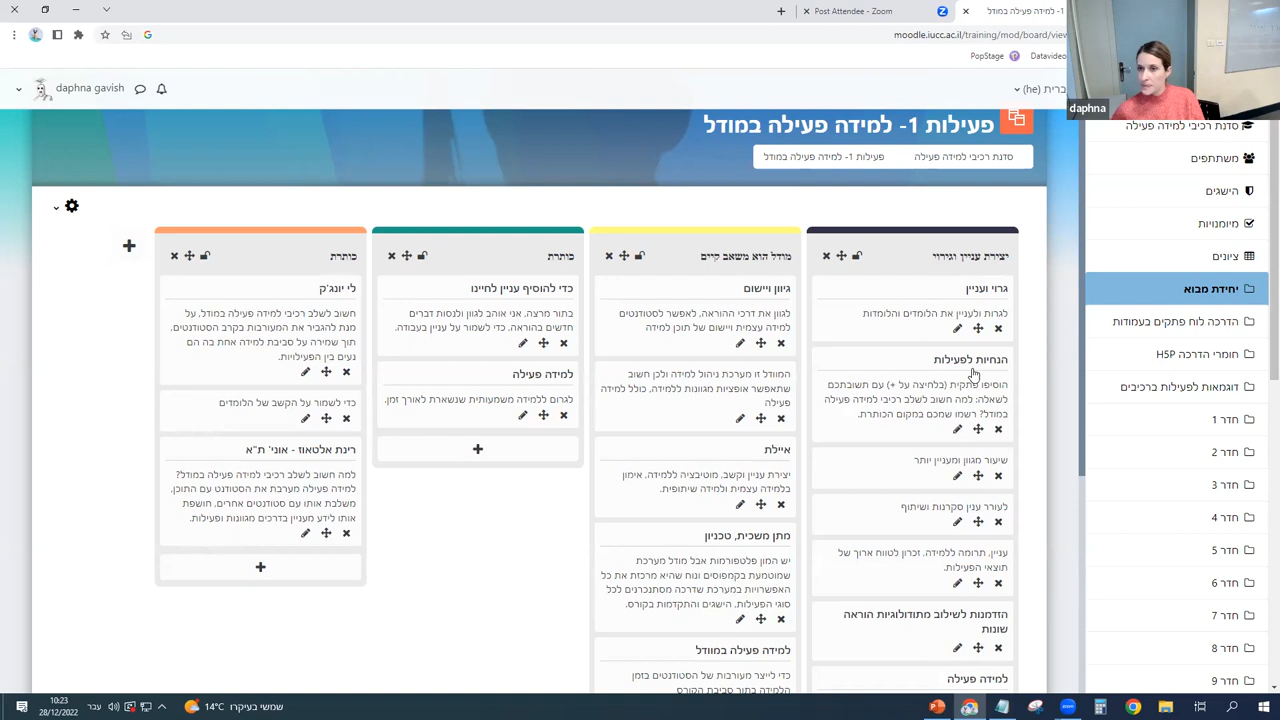 Post Attendee - Zoom
1- למידה פעילה במודל
moodle.iucc.ac.il/training/mod/board/view
PopStage
Datavideo
daphna gavish
(he) ברית
daphna
פעילות 1- למידה פעילה במודל
סדנת רכיבי למידה פעילה
פעילות 1- למידה פעילה במודל
יצירת עניין וגירוי
גרוי ועניין
לגרות ולעניין את הלומדים והלומדות
הנחיות לפעילות
הוסיפו פתקית (בלחיצה על +) עם תשובתכם
לשאלה: למה חשוב לשלב רכיבי למידה פעילה
במודל? רשמו שמכם במקום הכותרת.
שיעור מגוון ומעניין יותר
לעורר ענין סקרנות ושיתוף
עניין, תרומה ללמידה, זכרון לטווח ארוך של
תוצאי הפעילות.
הזדמנות לשילוב מתודולוגיות הוראה
שונות
למידה פעילה
מודל הוא משאב קיים
גיוון ויישום
לגוון את דרכי ההוראה, לאפשר לסטודנטים
למידה עצמית ויישום של תוכן למידה
המוודל זו מערכת ניהול למידה ולכן חשוב
שתאפשר אופציות מגוונות ללמידה, כולל למידה
פעילה
איילת
יצירת עניין וקשב, מוטיבציה ללמידה, אימון
בלמידה עצמית ולמידה שיתופית.
מתן משכית, טכניון
יש המון פלטפורמות אבל מודל מערכת
שמוטמעת בקמפוסים ונוח שהיא מרכזת את כל
האפשרויות במערכת שדרכה מסתנכרנים לכל
סוגי הפעילות, הישגים והתקדמות בקורס.
למידה פעילה במוודל
כדי לייצר מעורבות של הסטודנטים בזמן
הלמידה בתור סביבת הקורס
כותרת
כדי להוסיף עניין לחיינו
בתור מרצה, אני אוהב לגוון ולנסות דברים
חדשים בהוראה, כדי לשמור על עניין בעבודה.
למידה פעילה
לגרום ללמידה משמעותית שנשארת לאורך זמן.
כותרת
לי יונג'ק
חשוב לשלב רכיבי למידה פעילה במודל, על
מנת להגביר את המעורבות בקרב הסטודנטים,
תוך שמירה על סביבת למידה אחת בה הם
נעים בין הפעילויות.
כדי לשמור על הקשב של הלומדים
רינת אלטאוז - אוני' ת"א
למה חשוב לשלב רכיבי למידה פעילה במודל?
למידה פעילה מערבת את הסטודנט עם התוכן,
משלבת אותו עם סטודנטים אחרים, חושפת
אותו לידע מעניין בדרכים מגוונות ופעילות.
סדנת רכיבי למידה פעילה
משתתפים
הישגים
מיומנויות
ציונים
יחידת מבוא
הדרכה לוח פתקים בעמודות
חומרי הדרכה H5P
דוגמאות לפעילות ברכיבים
חדר 1
חדר 2
חדר 3
חדר 4
חדר 5
חדר 6
חדר 7
חדר 8
חדר 9
10:23
28/12/2022
עבר
14°C שמשי בעיקרו